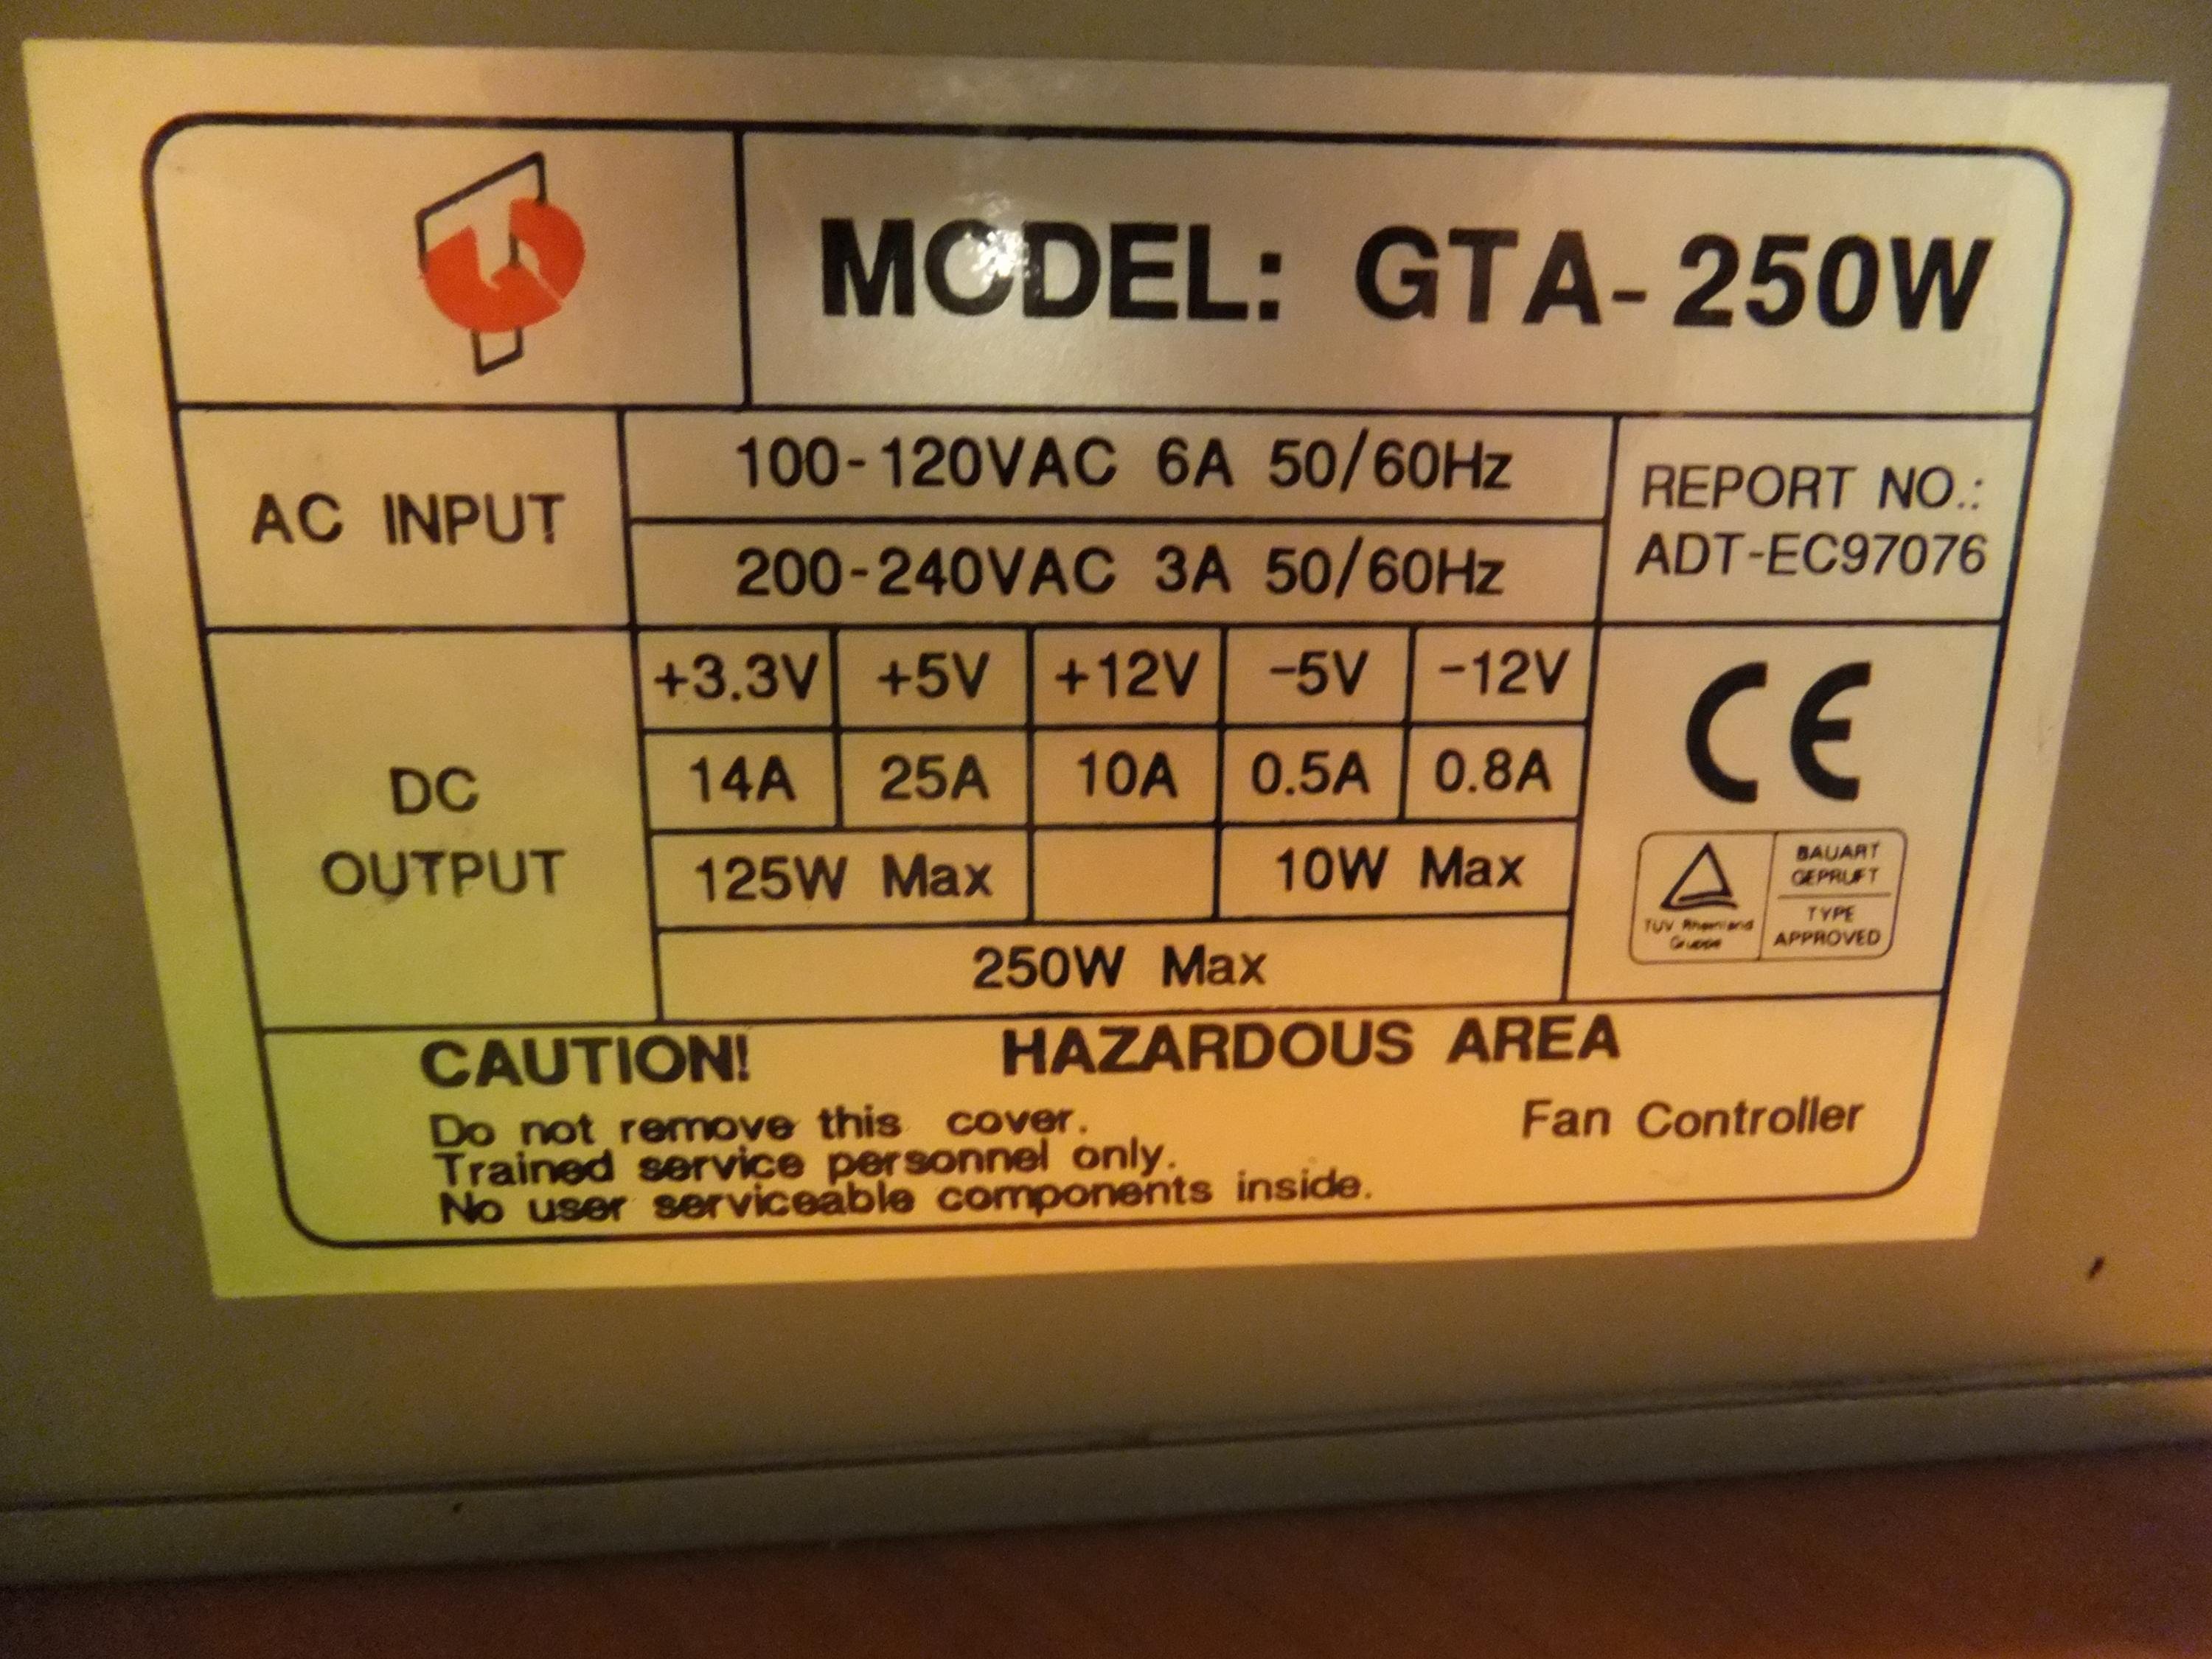 MODEL: GTA-250W
AC INPUT
100-120VAC 6A 50/60Hz
200-240VAC 3A 50/60Hz
REPORT NO.:
ADT-EC97076
DC
OUTPUT
+3.3V +5V +12V -5V -12V
14A 25A 10A 0.5A 0.8A
125W Max 10W Max
250W Max
CE
TUV Rheinland
Gruppe
BAUART
GEPRUFT
TYPE
APPROVED
CAUTION! HAZARDOUS AREA
Do not remove this cover.
Trained service personnel only.
No user serviceable components inside.
Fan Controller